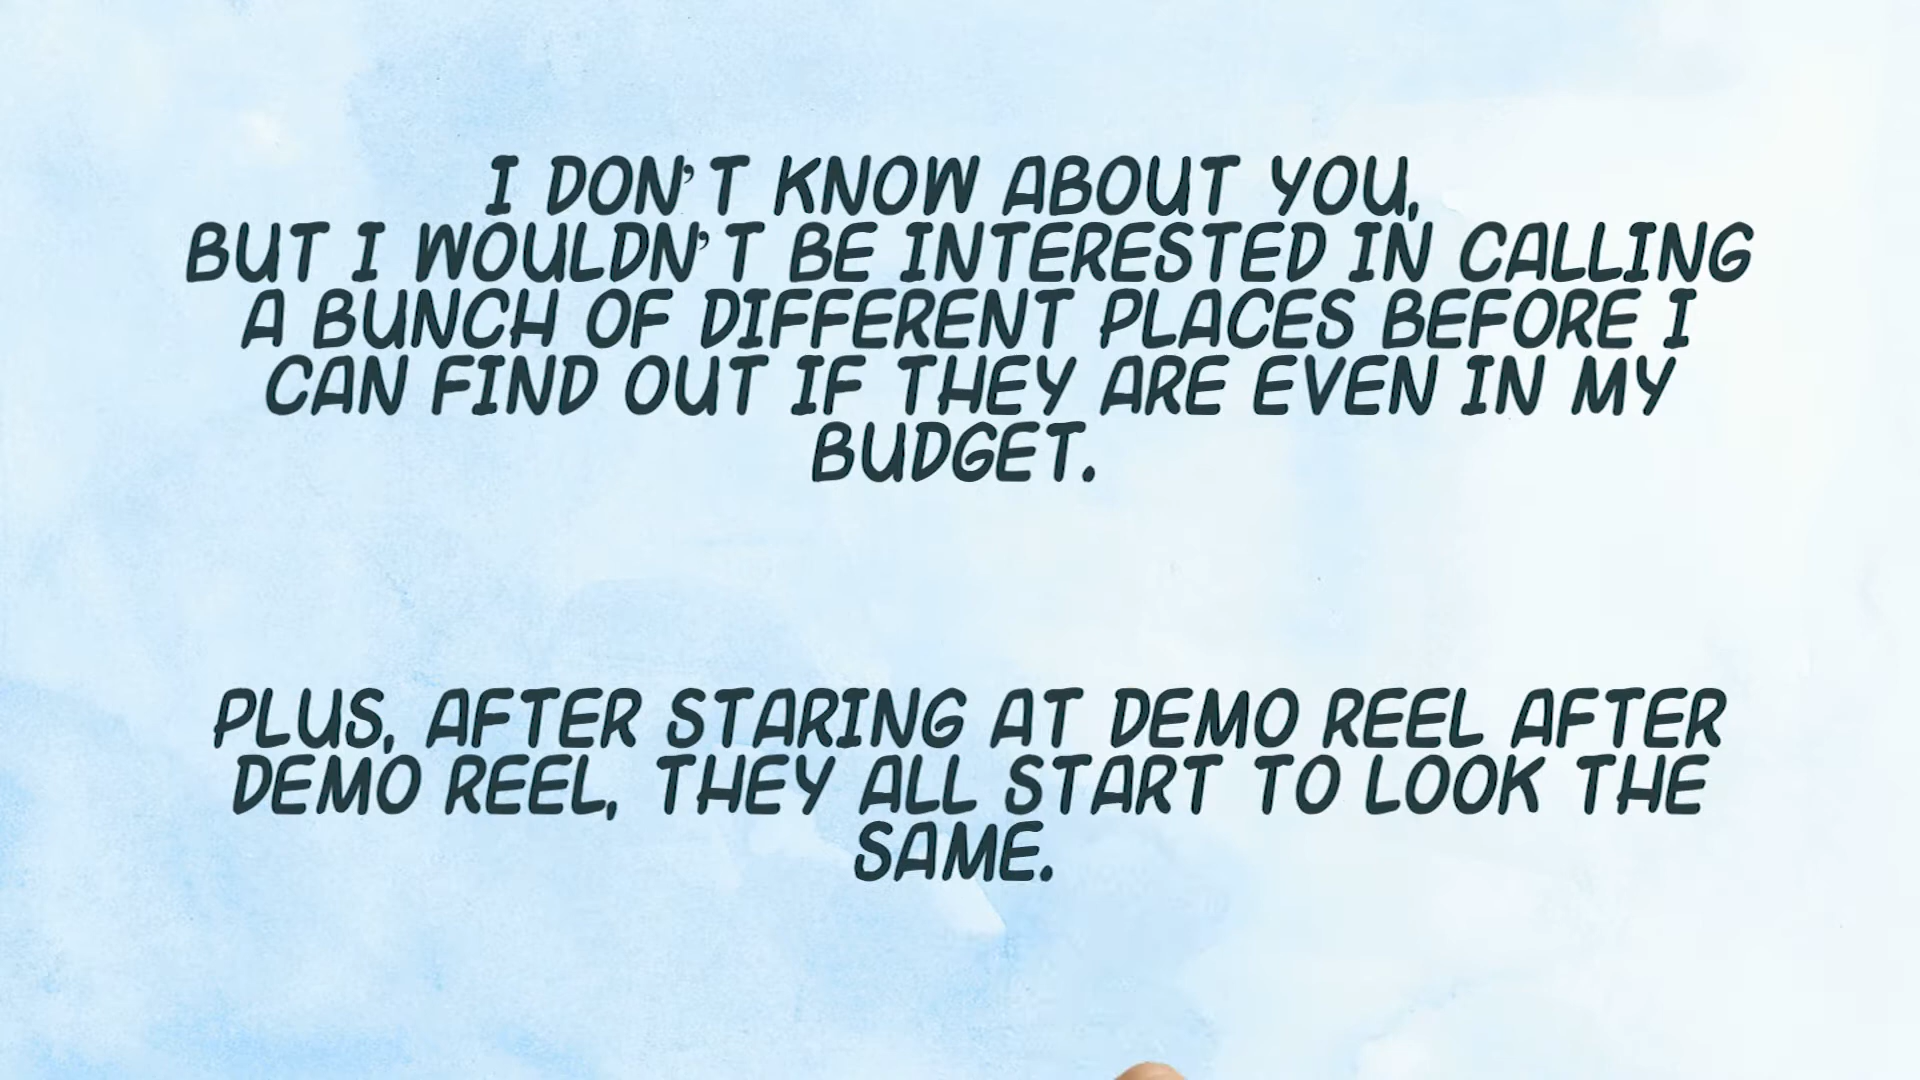 I DON'T KNOW ABOUT YOU,
BUT I WOULDN'T BE INTERESTED IN CALLING
A BUNCH OF DIFFERENT PLACES BEFORE I
CAN FIND OUT IF THEY ARE EVEN IN MY
BUDGET.
PLUS, AFTER STARING AT DEMO REEL AFTER
DEMO REEL, THEY ALL START TO LOOK THE
SAME.